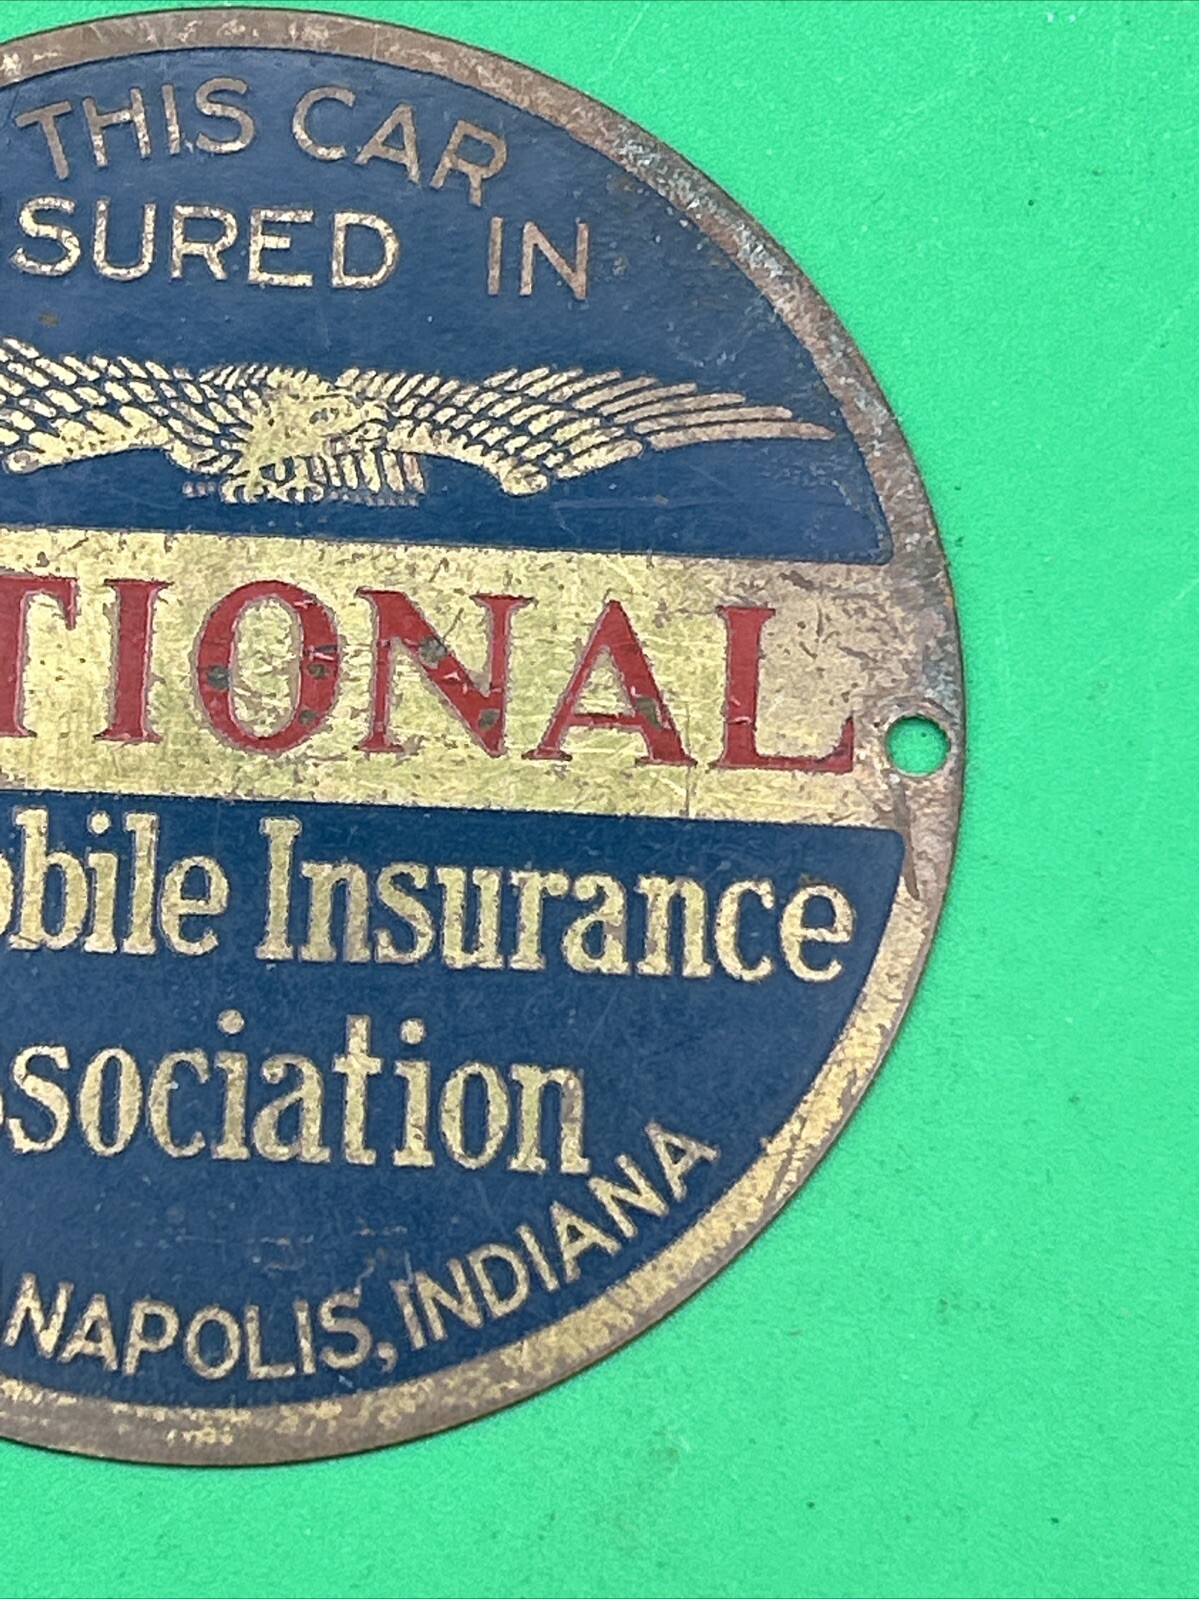 THIS CAR
SURED IN
TIONAL
obile Insurance
ssociation
NAPOLIS, INDIANA